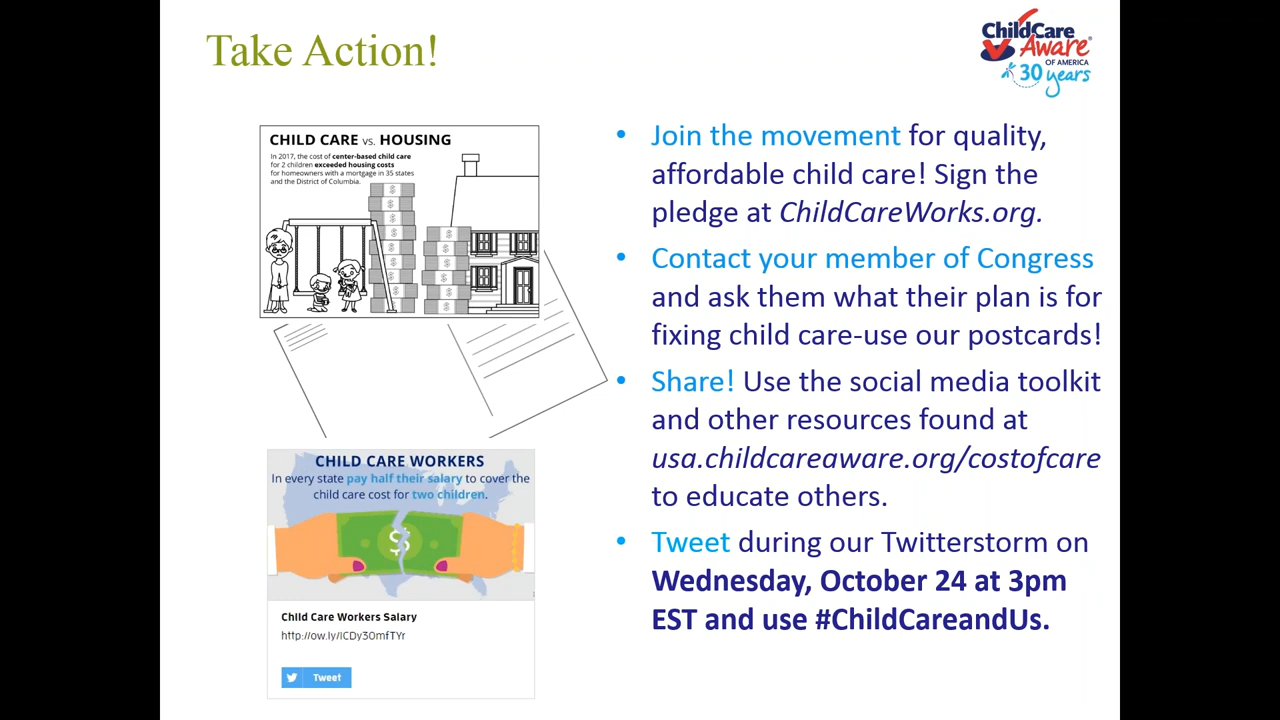 Take Action!
ChildCare
Aware®
OF AMERICA
30 years
CHILD CARE vs. HOUSING
In 2017, the cost of center-based child care
for 2 children exceeded housing costs
for homeowners with a mortgage in 35 states
and the District of Columbia.
CHILD CARE WORKERS
In every state pay half their salary to cover the
child care cost for two children.
$
Child Care Workers Salary
http://ow.ly/ICDy30mfTYr
Tweet
• Join the movement for quality,
affordable child care! Sign the
pledge at ChildCareWorks.org.
• Contact your member of Congress
and ask them what their plan is for
fixing child care-use our postcards!
• Share! Use the social media toolkit
and other resources found at
usa.childcareaware.org/costofcare
to educate others.
• Tweet during our Twitterstorm on
Wednesday, October 24 at 3pm
EST and use #ChildCareandUs.